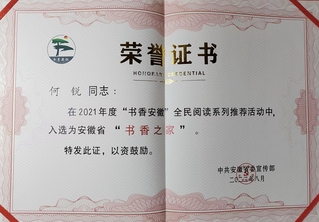 荣誉证书
HONORARY CREDENTIAL
何 锐 同志：
在2021年度“书香安徽”全民阅读系列推荐活动中，
入选为安徽省 “书香之家” 。
特发此证，以资鼓励。
中共安徽省委宣传部